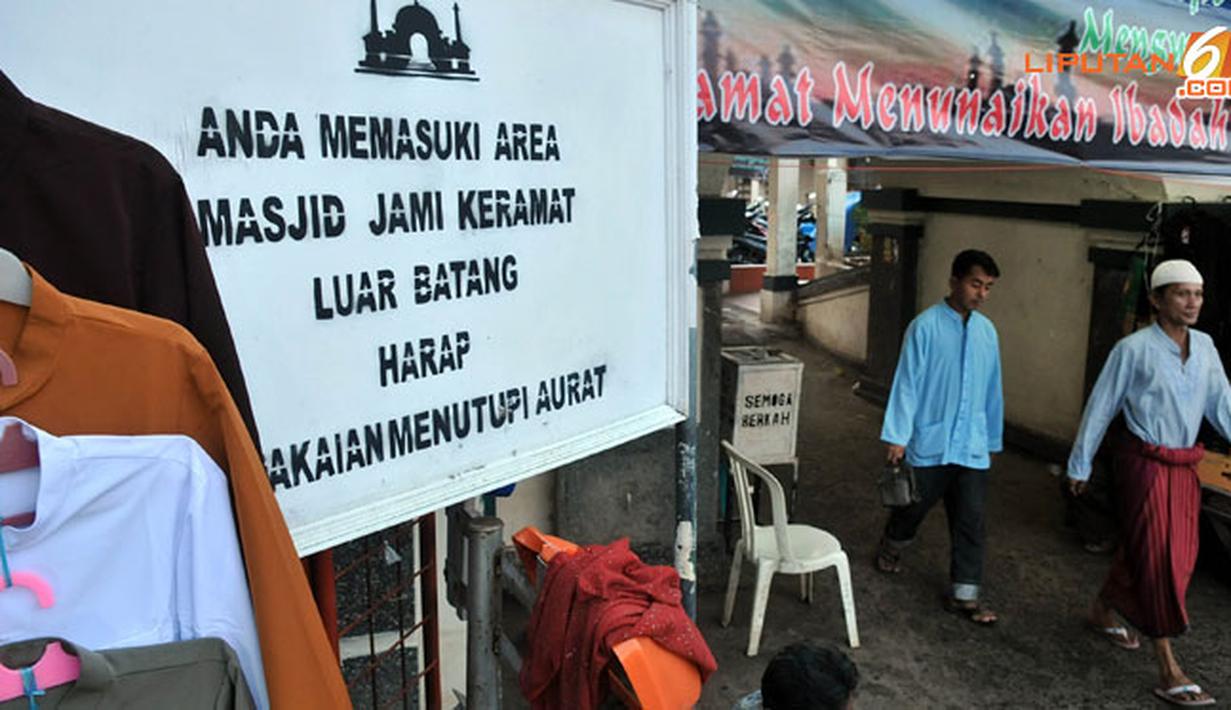 ANDA MEMASUKI AREA
MASJID JAMI KERAMAT
LUAR BATANG
HARAP
AKAIAN MENUTUPI AURAT
Mengu
LIPUTAN6
.COM
amat Menunaikan Ibadah
SEMOGA
BERKAH